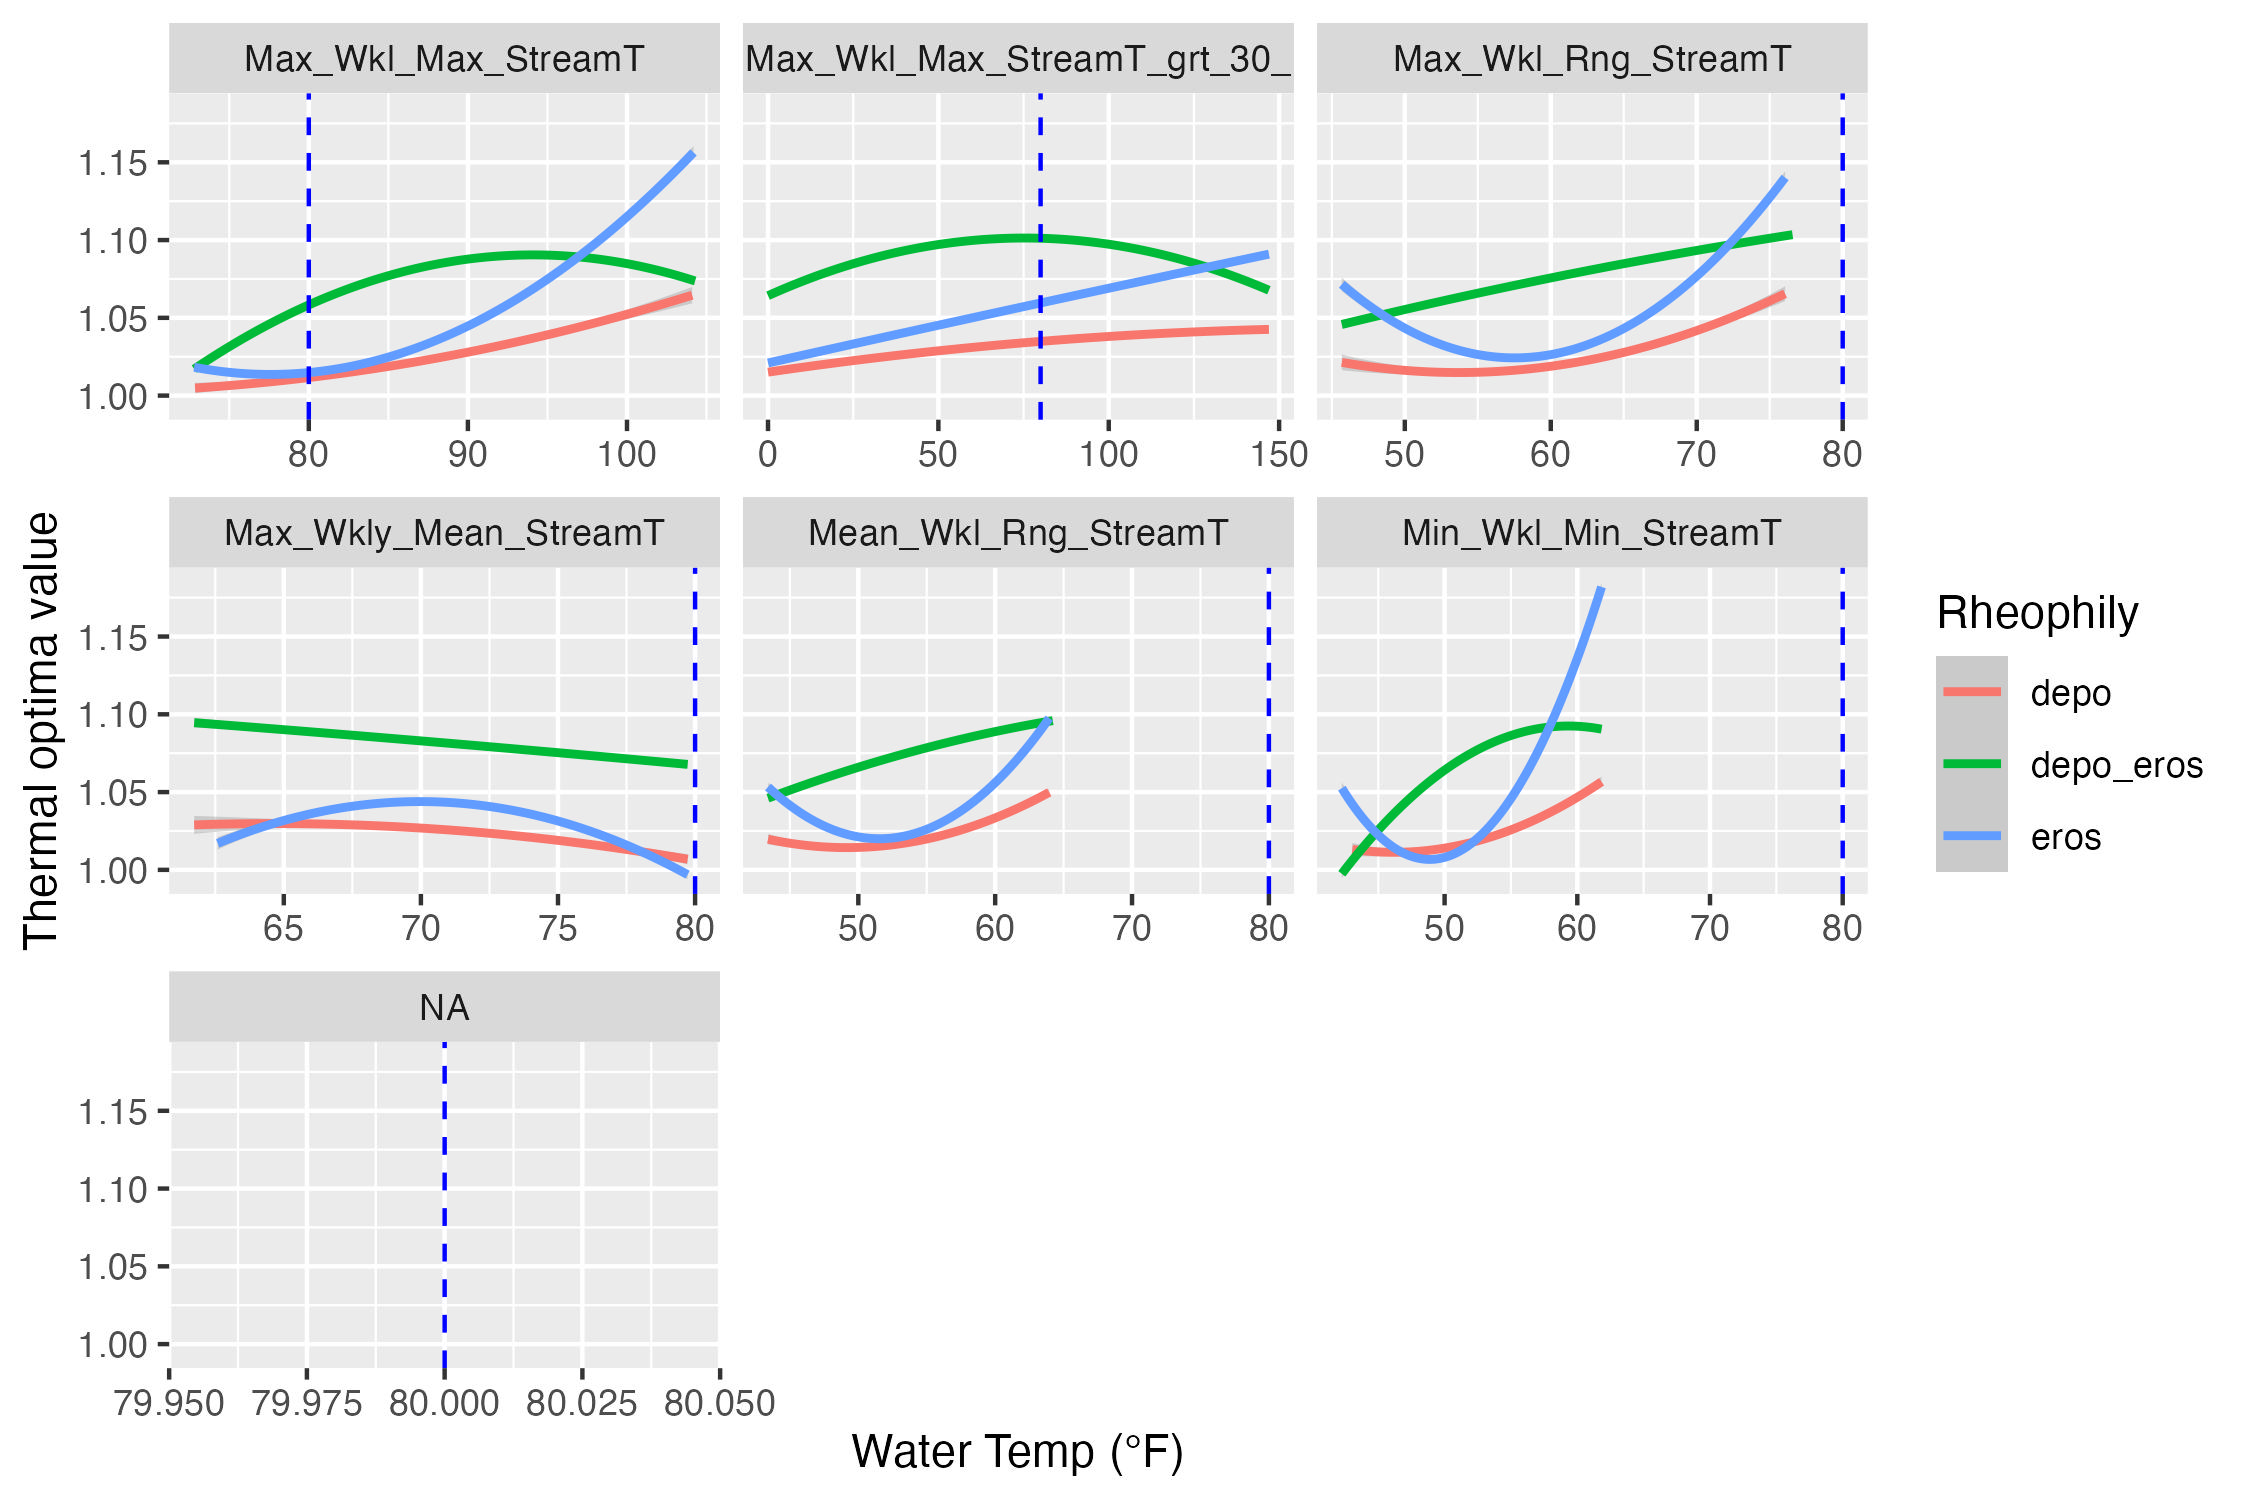 Max_Wkl_Max_StreamT
Max_Wkl_Max_StreamT_grt_30_
Max_Wkl_Rng_StreamT
1.15
1.10
1.05
1.00
80 90 100
0 50 100 150
50 60 70 80
Max_Wkly_Mean_StreamT
Mean_Wkl_Rng_StreamT
Min_Wkl_Min_StreamT
1.15
1.10
1.05
1.00
65 70 75 80
50 60 70 80
50 60 70 80
NA
1.15
1.10
1.05
1.00
79.950 79.975 80.000 80.025 80.050
Water Temp (°F)
Thermal optima value
Rheophily
depo
depo_eros
eros